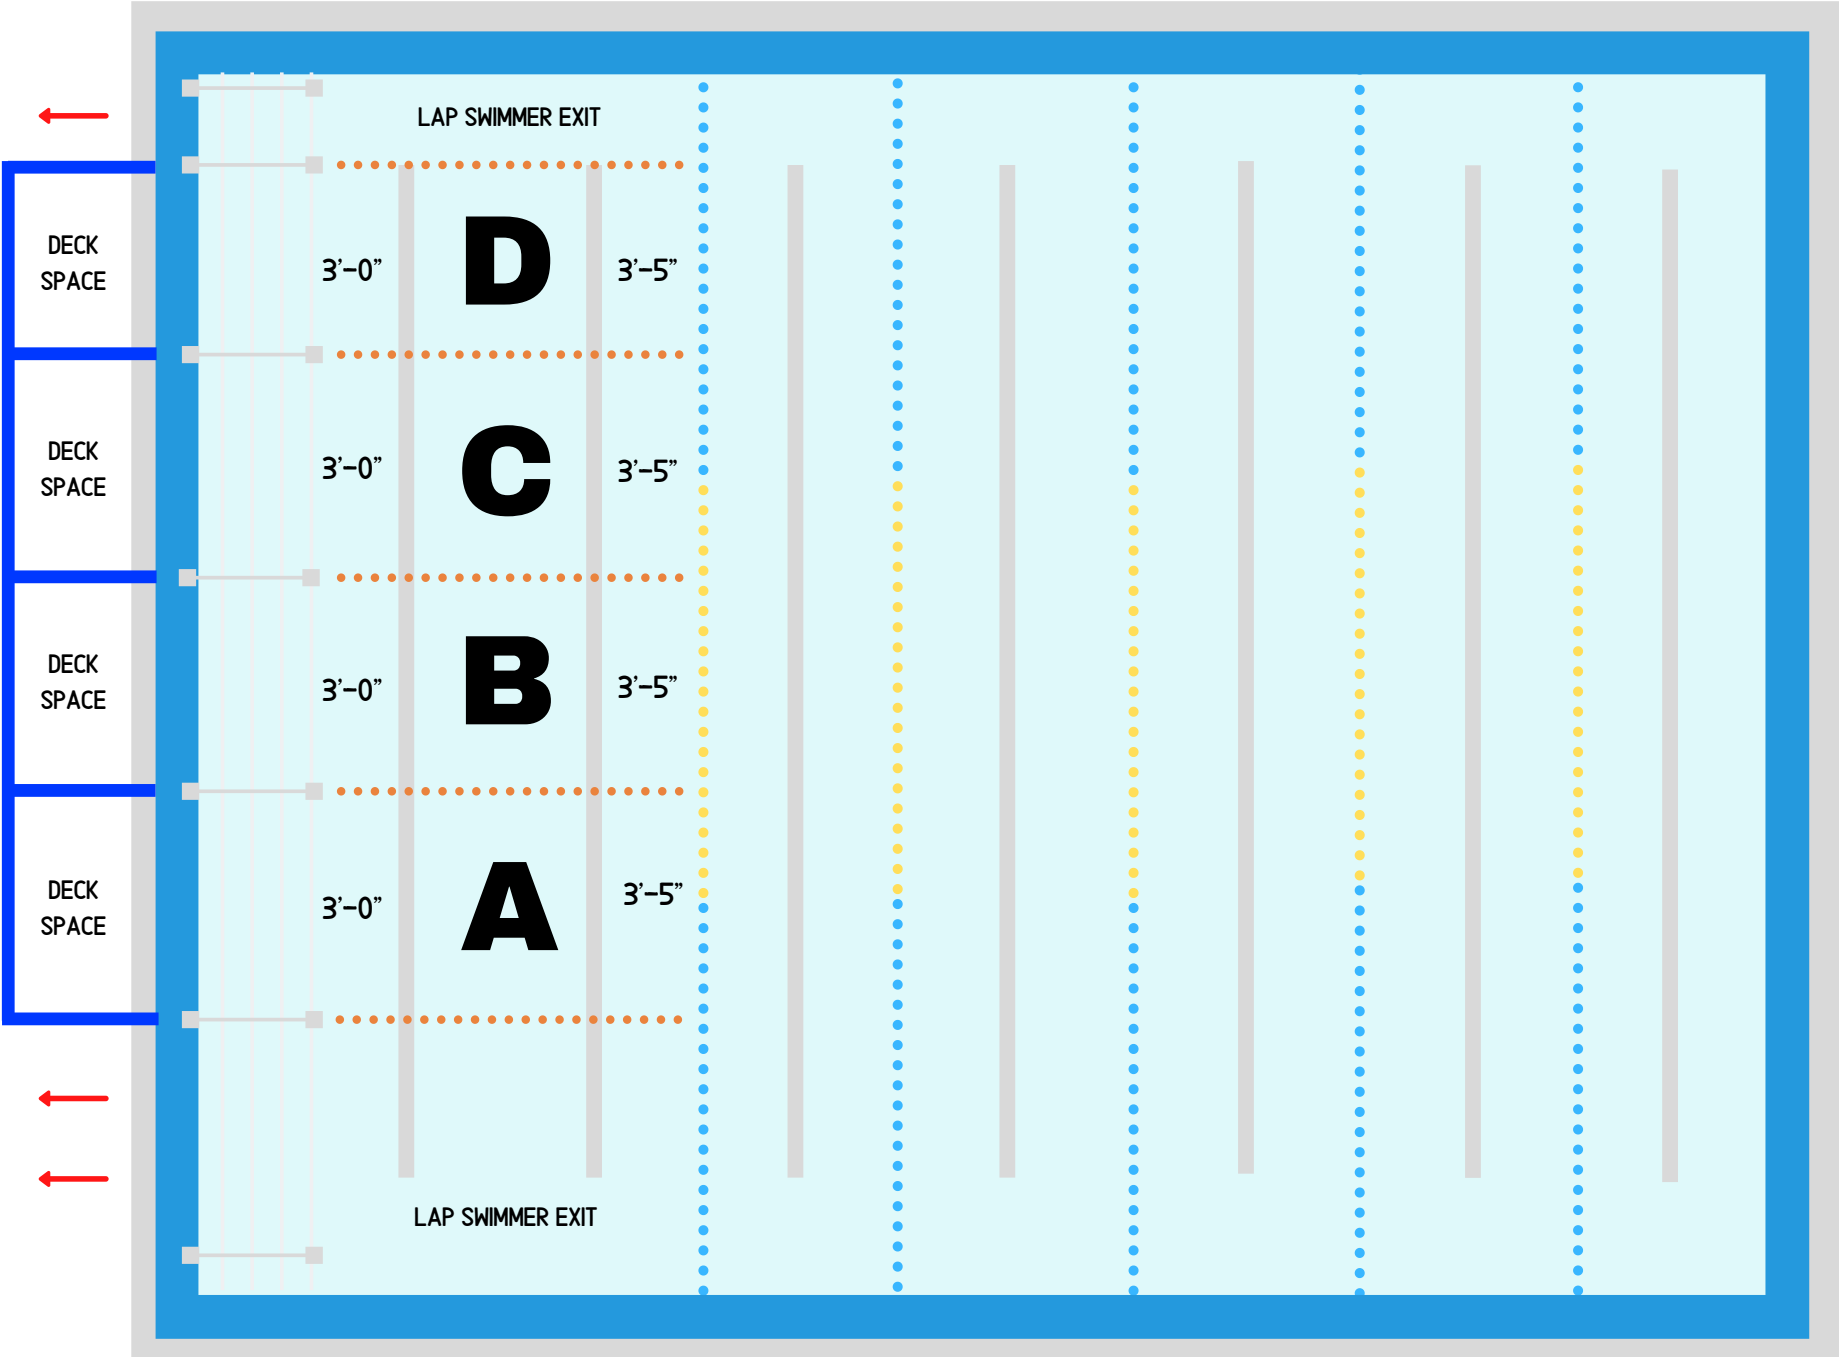 LAP SWIMMER EXIT
DECK
SPACE
3'-0"
D
3'-5"
DECK
SPACE
3'-0"
C
3'-5"
DECK
SPACE
3'-0"
B
3'-5"
DECK
SPACE
3'-0"
A
3'-5"
LAP SWIMMER EXIT